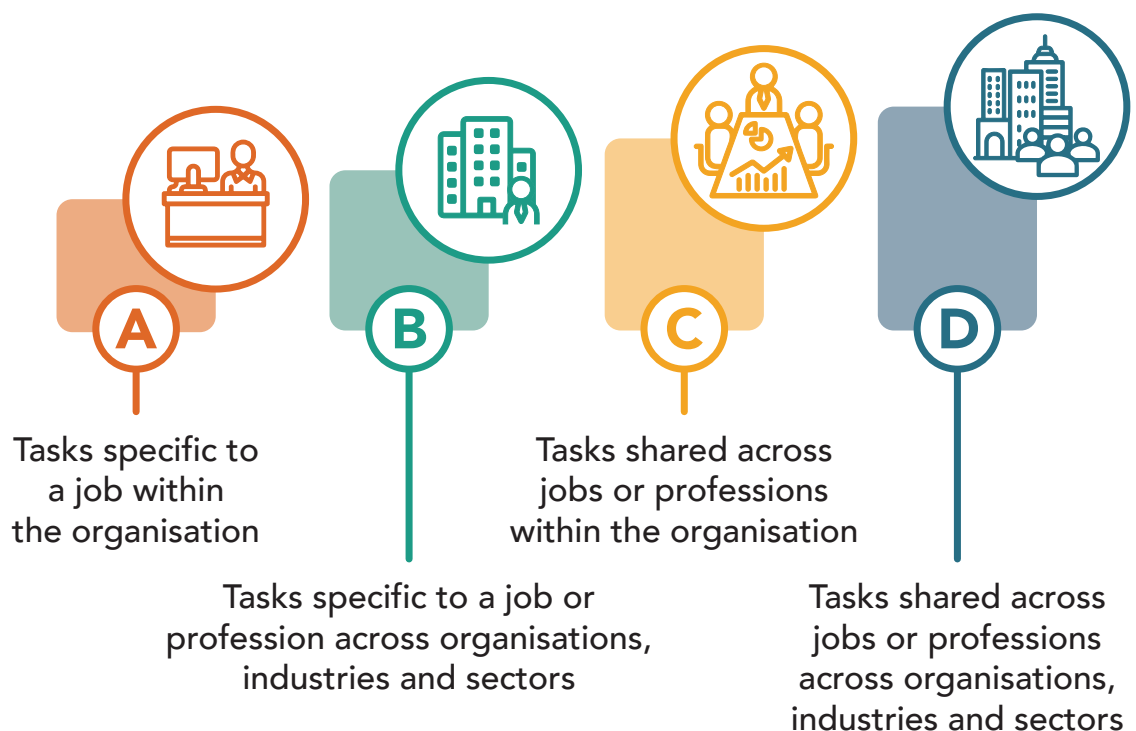 A
Tasks specific to
a job within
the organisation
B
Tasks specific to a job or
profession across organisations,
industries and sectors
C
Tasks shared across
jobs or professions
within the organisation
D
Tasks shared across
jobs or professions
across organisations,
industries and sectors